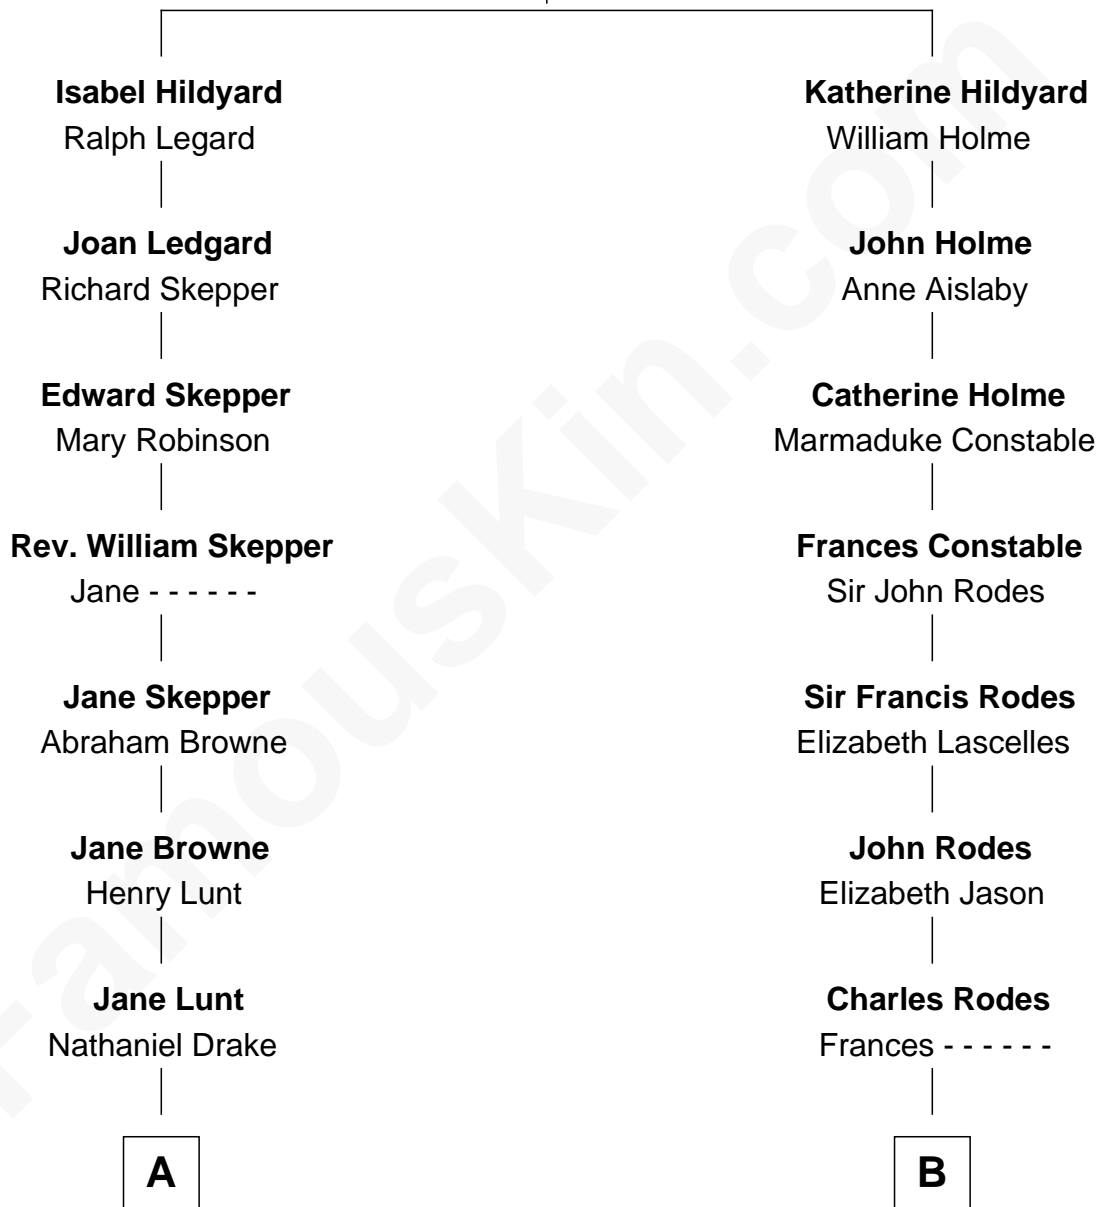 Isabel Hildyard
Ralph Legard
Joan Ledgard
Richard Skepper
Edward Skepper
Mary Robinson
Rev. William Skepper
Jane - - - - - -
Jane Skepper
Abraham Browne
Jane Browne
Henry Lunt
Jane Lunt
Nathaniel Drake
A
Katherine Hildyard
William Holme
John Holme
Anne Aislaby
Catherine Holme
Marmaduke Constable
Frances Constable
Sir John Rodes
Sir Francis Rodes
Elizabeth Lascelles
John Rodes
Elizabeth Jason
Charles Rodes
Frances - - - - - -
B
FamousKin.com